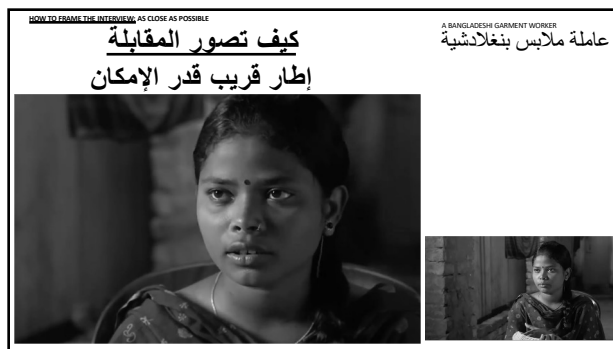 HOW TO FRAME THE INTERVIEW: AS CLOSE AS POSSIBLE
كيف تصور المقابلة
إطار قريب قدر الإمكان
A BANGLADESHI GARMENT WORKER
عاملة ملابس بنغلادشية